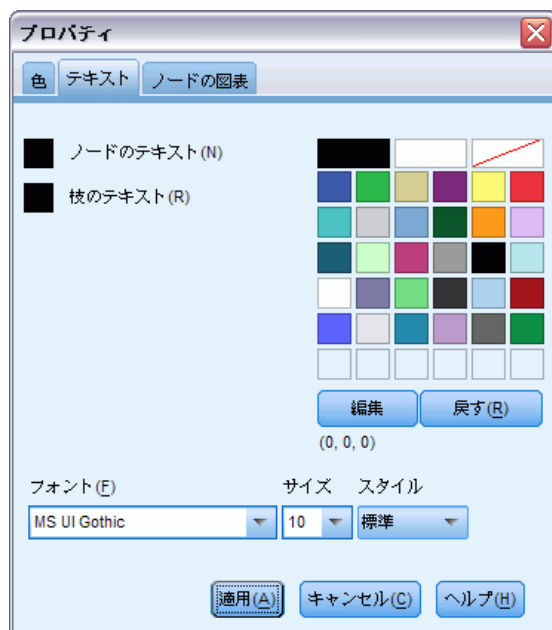 プロパティ
色 テキスト ノードの図表
ノードのテキスト(N)
枝のテキスト(R)
編集 戻す(R)
(0, 0, 0)
フォント(F) サイズ スタイル
MS UI Gothic 10 標準
適用(A) キャンセル(C) ヘルプ(H)